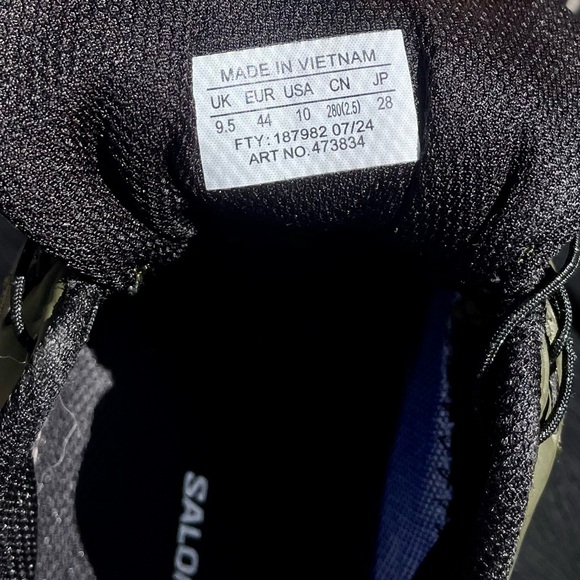 MADE IN VIETNAM
UK EUR USA CN JP
9.5 44 10 280(2.5) 28
FTY: 187982 07/24
ART NO. 473834
SALO